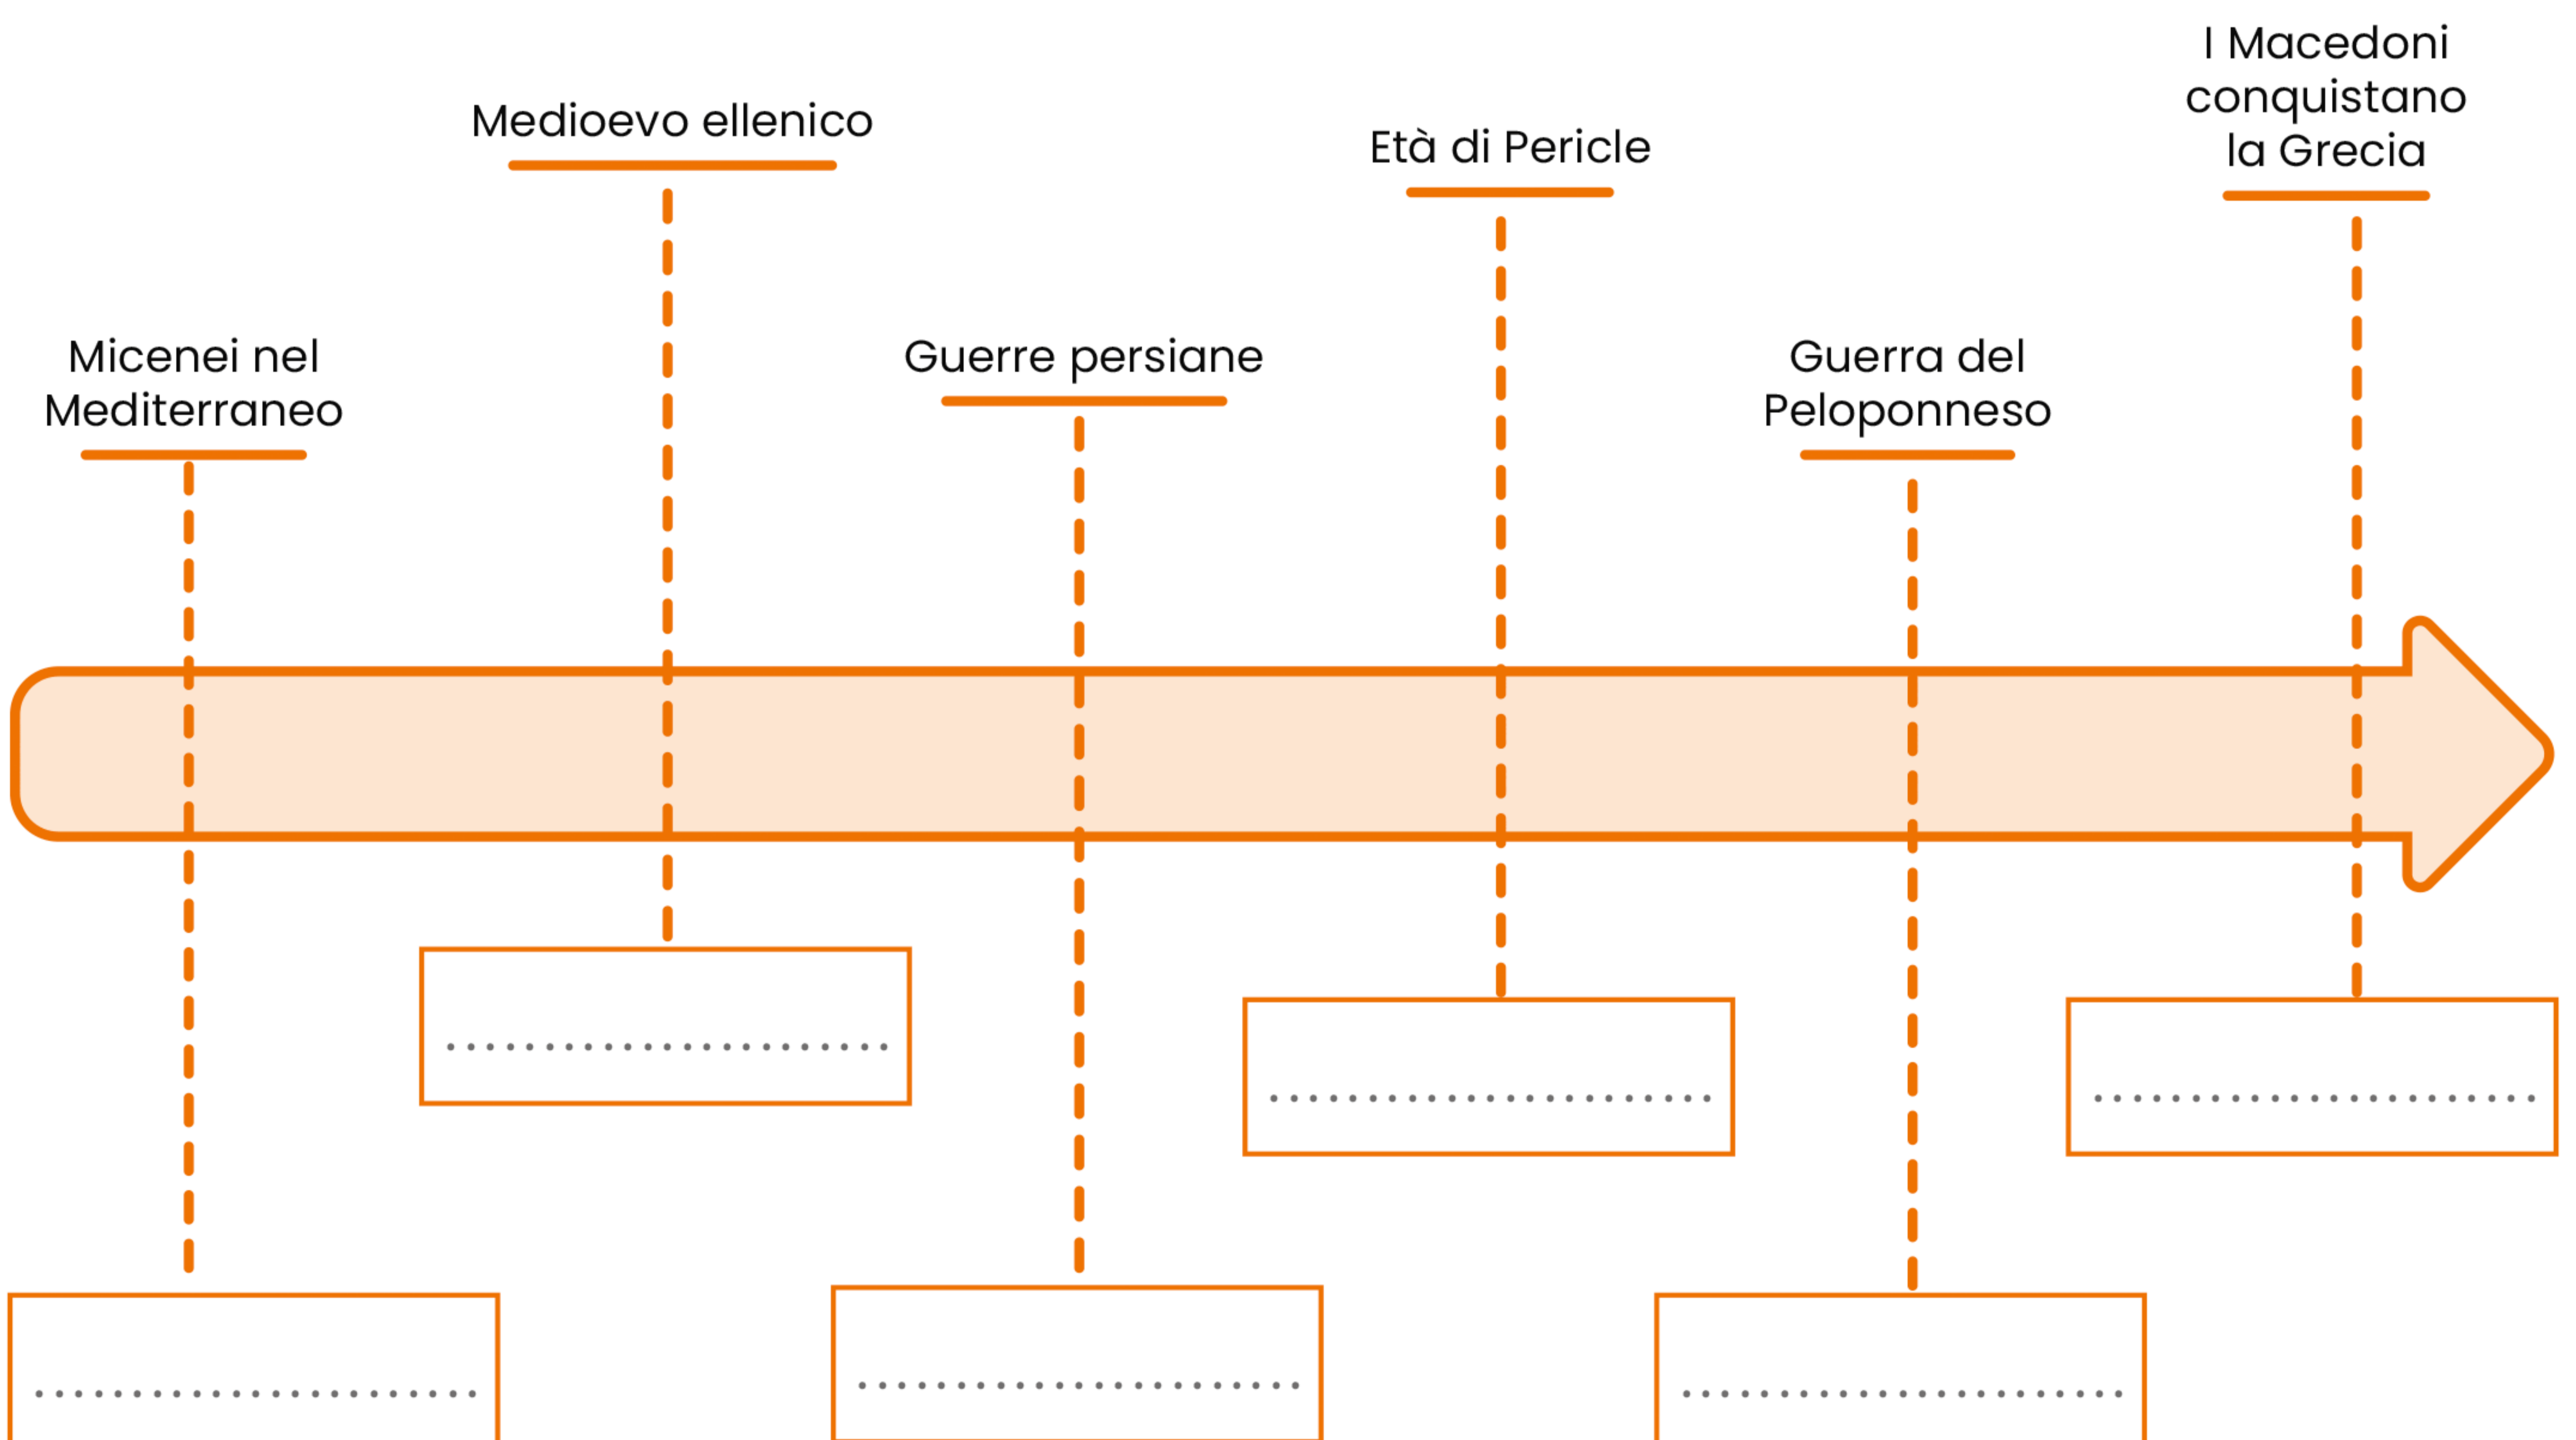 I Macedoni
conquistano
la Grecia
Medioevo ellenico
Età di Pericle
Micenei nel
Mediterraneo
Guerre persiane
Guerra del
Peloponneso